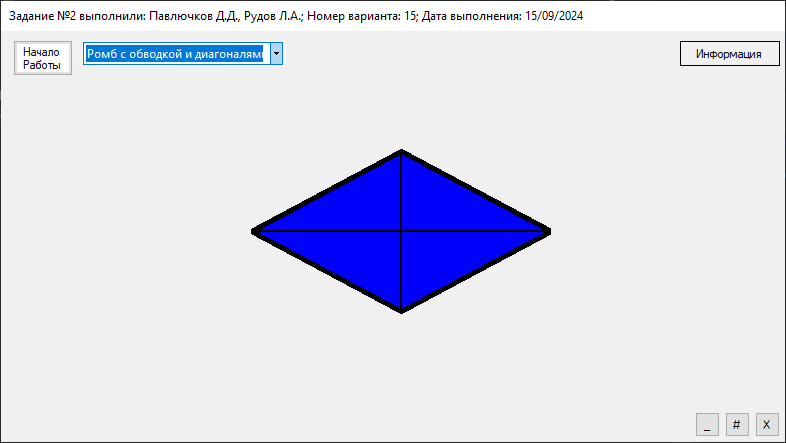 Задание №2 выполнили: Павлючков Д.Д., Рудов Л.А.; Номер варианта: 15; Дата выполнения: 15/09/2024
Начало
Работы
Ромб с обводкой и диагоналями
Информация
_ # X